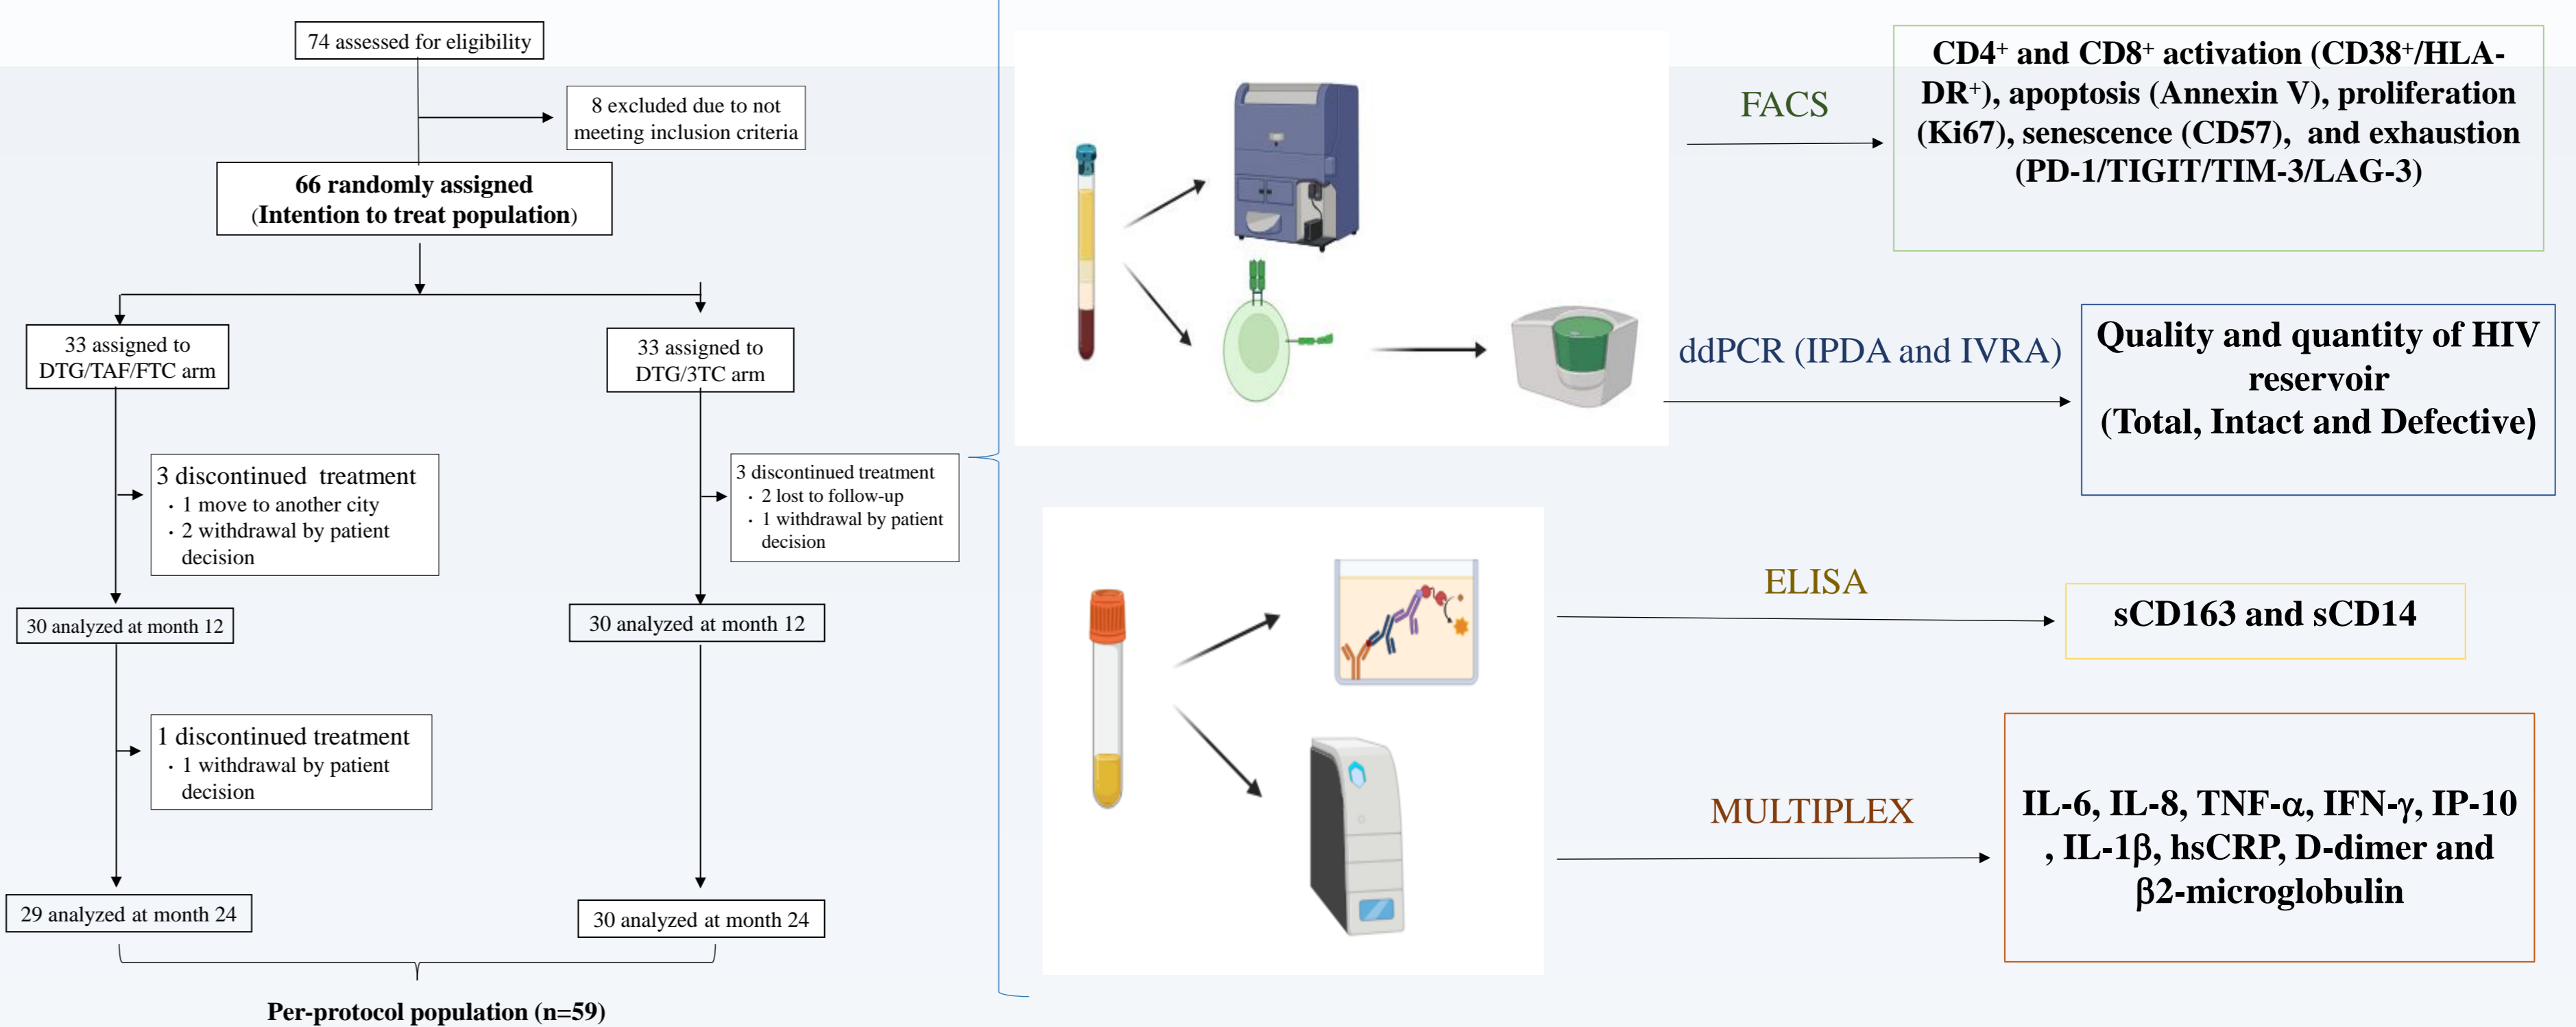 74 assessed for eligibility
8 excluded due to not
meeting inclusion criteria
66 randomly assigned
(Intention to treat population)
33 assigned to
DTG/TAF/FTC arm
33 assigned to
DTG/3TC arm
3 discontinued treatment
· 1 move to another city
· 2 withdrawal by patient
decision
3 discontinued treatment
· 2 lost to follow-up
· 1 withdrawal by patient
decision
30 analyzed at month 12
30 analyzed at month 12
1 discontinued treatment
· 1 withdrawal by patient
decision
29 analyzed at month 24
30 analyzed at month 24
Per-protocol population (n=59)
FACS
CD4⁺ and CD8⁺ activation (CD38⁺/HLA-
DR⁺), apoptosis (Annexin V), proliferation
(Ki67), senescence (CD57), and exhaustion
(PD-1/TIGIT/TIM-3/LAG-3)
ddPCR (IPDA and IVRA)
Quality and quantity of HIV
reservoir
(Total, Intact and Defective)
ELISA
sCD163 and sCD14
MULTIPLEX
IL-6, IL-8, TNF-α, IFN-γ, IP-10
, IL-1β, hsCRP, D-dimer and
β2-microglobulin